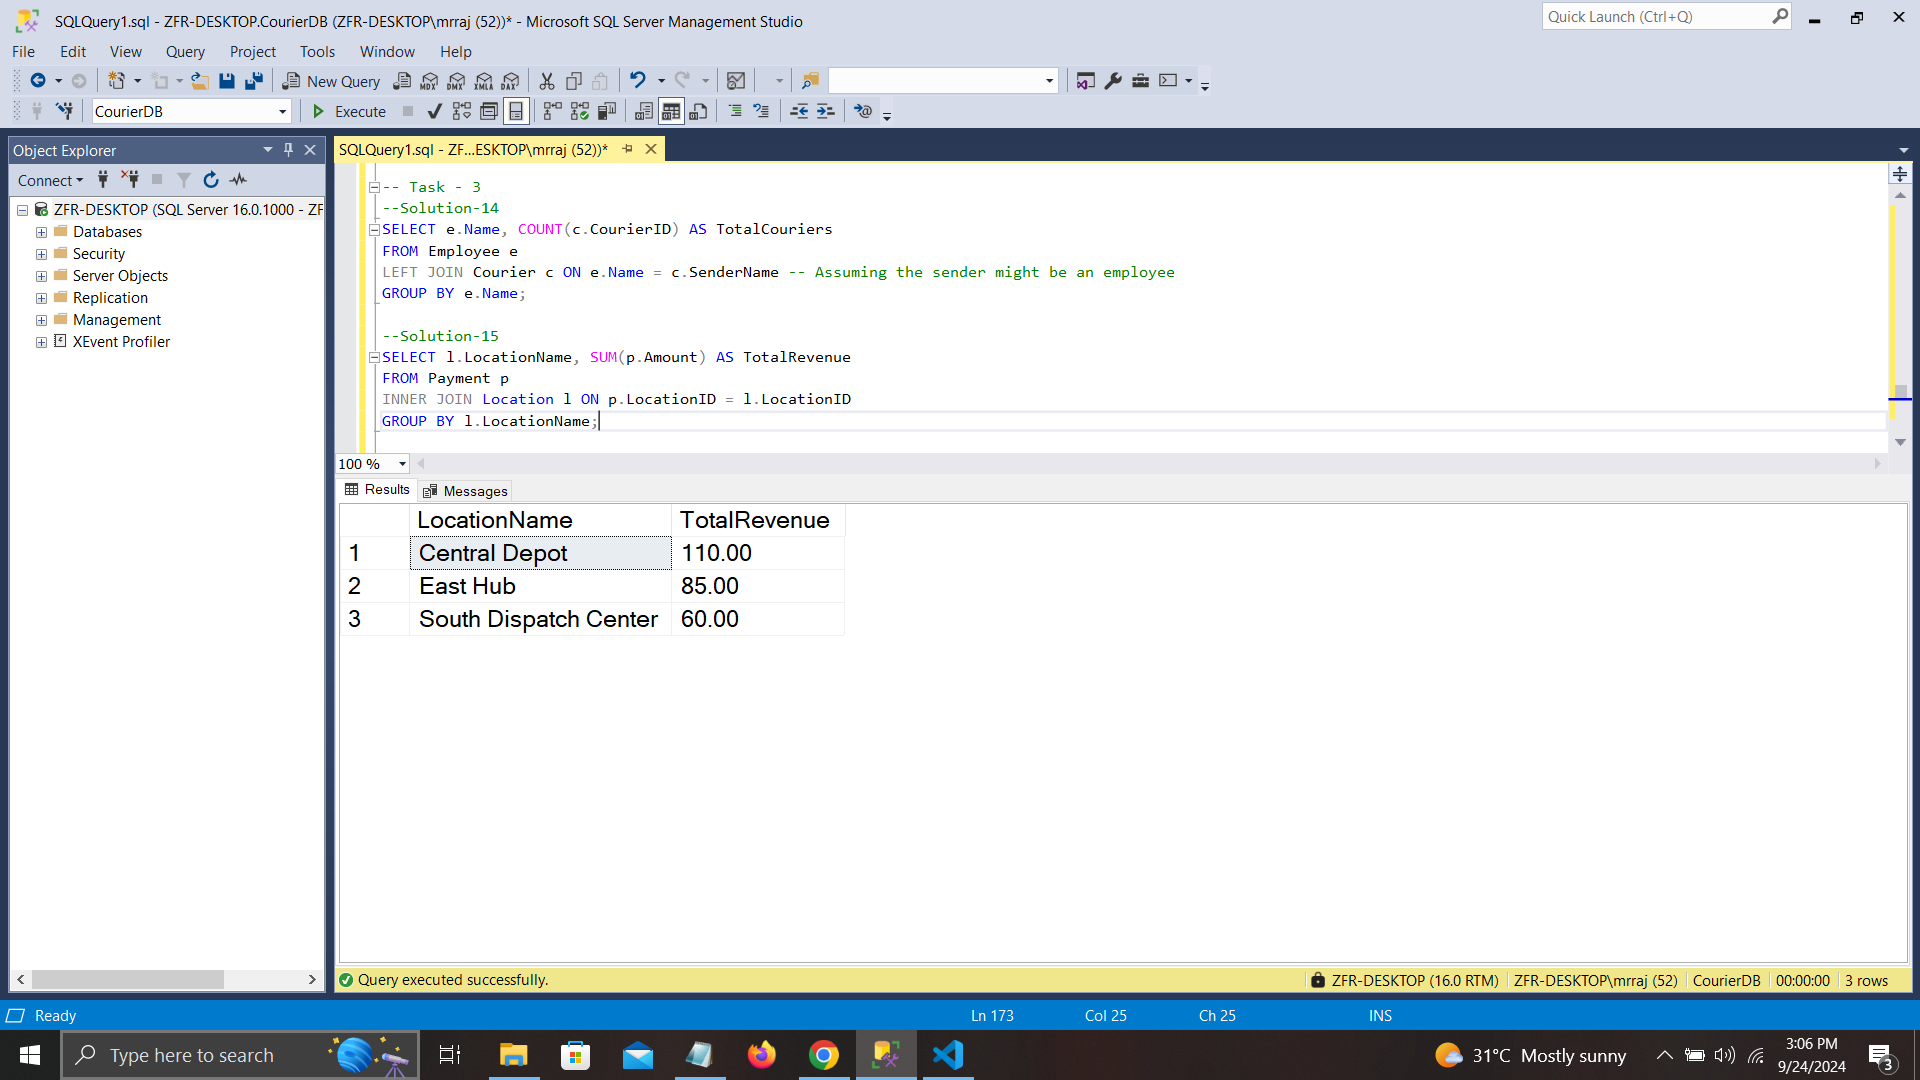 SQLQuery1.sql - ZFR-DESKTOP.CourierDB (ZFR-DESKTOP\mrraj (52))* - Microsoft SQL Server Management Studio
Quick Launch (Ctrl+Q)
File Edit View Query Project Tools Window Help
New Query MDX DMX XMLA DAX
CourierDB Execute
Object Explorer
SQLQuery1.sql - ZF...ESKTOP\mrraj (52))*
Connect
ZFR-DESKTOP (SQL Server 16.0.1000 - ZF
Databases
Security
Server Objects
Replication
Management
XEvent Profiler
-- Task - 3
--Solution-14
SELECT e.Name, COUNT(c.CourierID) AS TotalCouriers
FROM Employee e
LEFT JOIN Courier c ON e.Name = c.SenderName -- Assuming the sender might be an employee
GROUP BY e.Name;
--Solution-15
SELECT l.LocationName, SUM(p.Amount) AS TotalRevenue
FROM Payment p
INNER JOIN Location l ON p.LocationID = l.LocationID
GROUP BY l.LocationName;
100 %
Results Messages
LocationName TotalRevenue
1 Central Depot 110.00
2 East Hub 85.00
3 South Dispatch Center 60.00
Query executed successfully. ZFR-DESKTOP (16.0 RTM) ZFR-DESKTOP\mrraj (52) CourierDB 00:00:00 3 rows
Ready Ln 173 Col 25 Ch 25 INS
Type here to search
31°C Mostly sunny
3:06 PM
9/24/2024
3